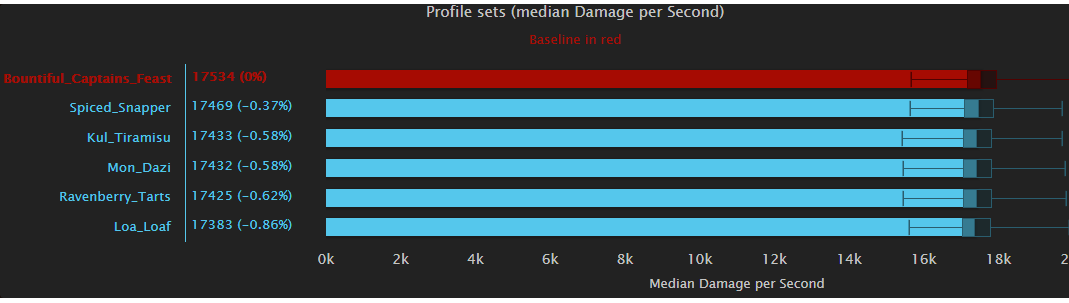 Profile sets (median Damage per Second)
Baseline in red
Bountiful_Captains_Feast 17534 (0%)
Spiced_Snapper 17469 (-0.37%)
Kul_Tiramisu 17433 (-0.58%)
Mon_Dazi 17432 (-0.58%)
Ravenberry_Tarts 17425 (-0.62%)
Loa_Loaf 17383 (-0.86%)
0k 2k 4k 6k 8k 10k 12k 14k 16k 18k 2
Median Damage per Second